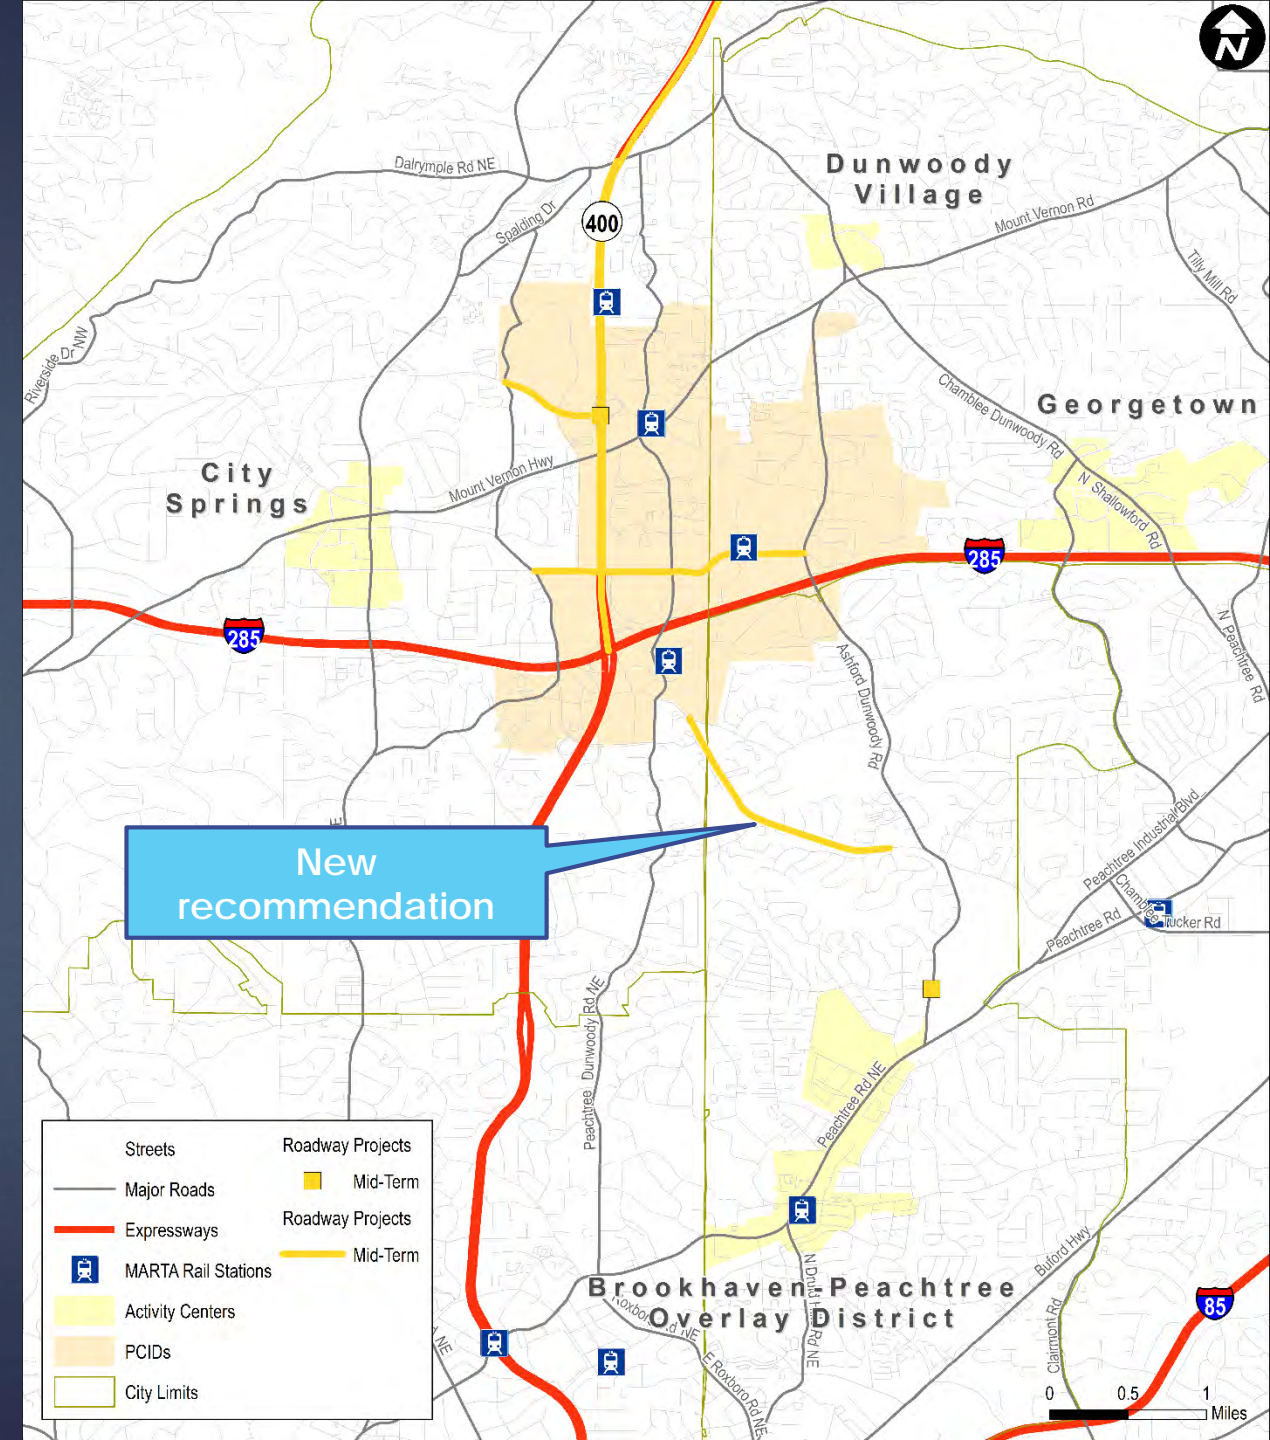 N
Dunwoody
Village
Dalrymple Rd NE
Spalding Dr
400
Mount Vernon Rd
Tilly Mill Rd
Riverside Dr NW
Chamblee Dunwoody Rd
Georgetown
City
Springs
Mount Vernon Hwy
N Shallowford Rd
285
285
N Peachtree Rd
Ashford Dunwoody Rd
E
New
recommendation
Peachtree Industrial Blvd
Chamblee
Tucker Rd
Peachtree Rd
Peachtree Dunwoody Rd NE
Peachtree Rd NE
Buford Hwy
N Druid Hills Rd NE
Brookhaven-Peachtree
Overlay District
Roxboro Rd NE
E Roxboro Rd NE
Clairmont Rd
85
d NE
Streets
Major Roads
Expressways
MARTA Rail Stations
Activity Centers
PCIDs
City Limits
Roadway Projects
Mid-Term
Roadway Projects
Mid-Term
0 0.5 1
Miles